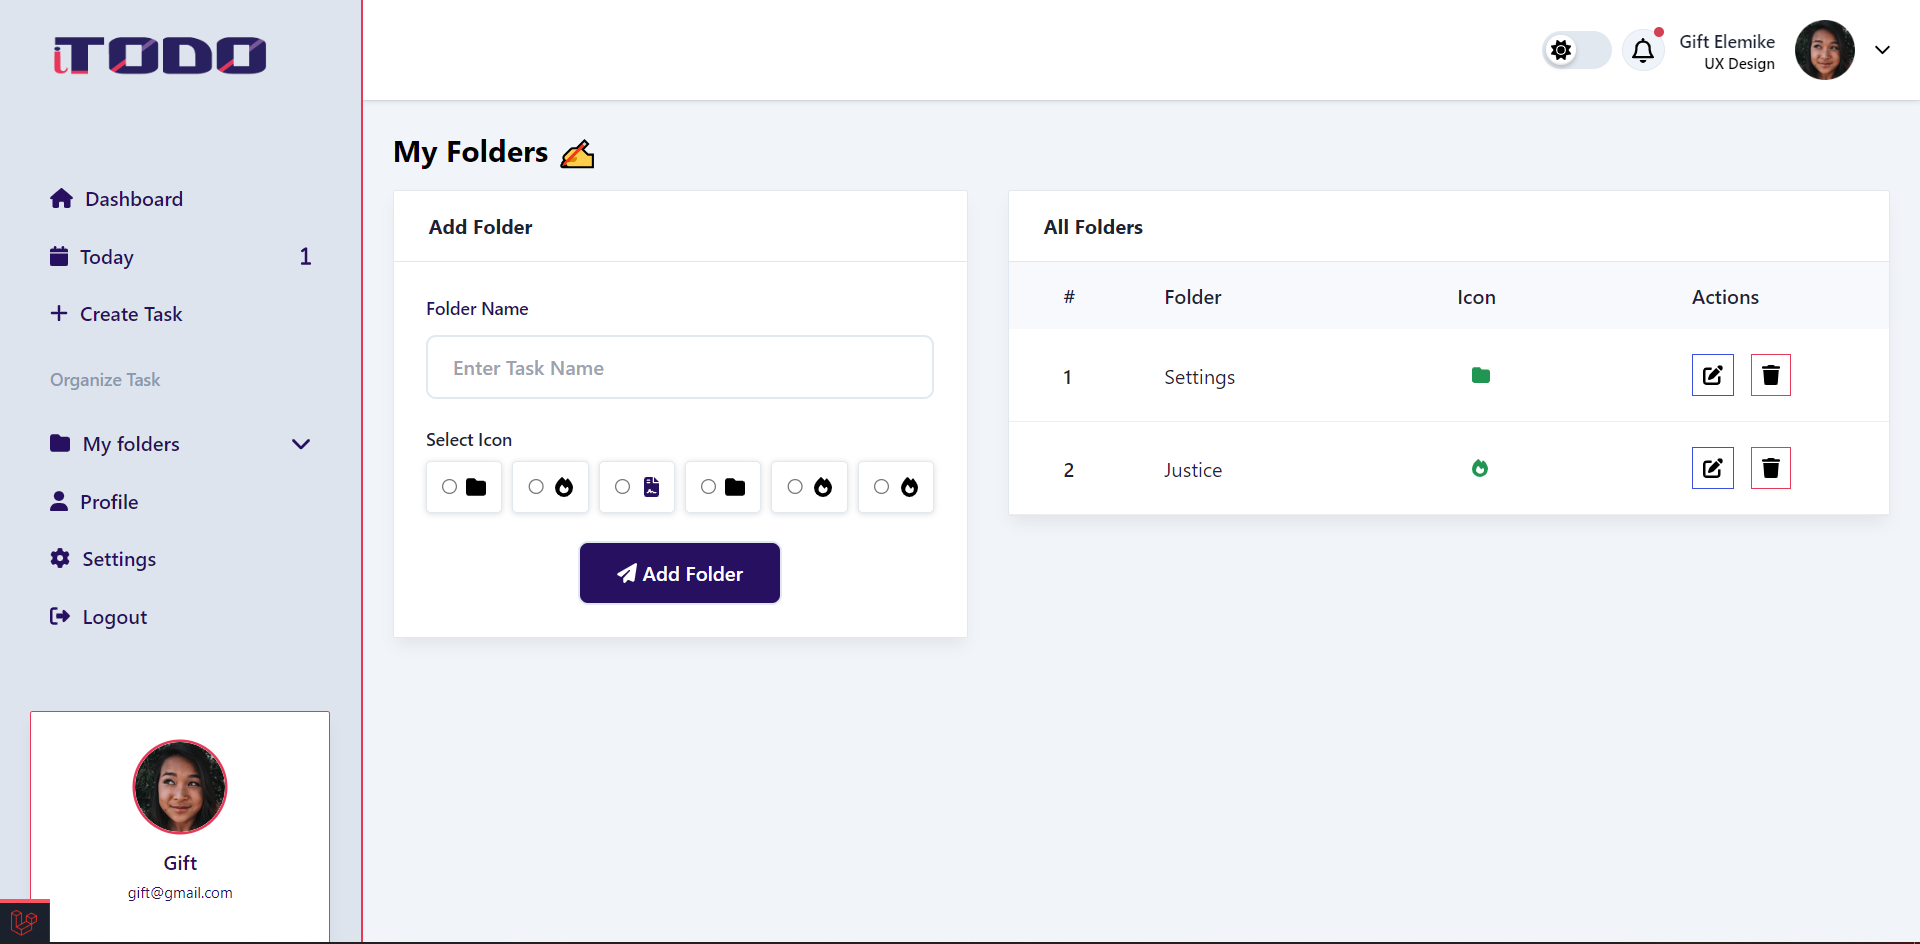 iTODO
Gift Elemike
UX Design
Dashboard
Today 1
Create Task
Organize Task
My folders
Profile
Settings
Logout
Gift
gift@gmail.com
My Folders ✍
Add Folder
Folder Name
Enter Task Name
Select Icon
Add Folder
All Folders
# Folder Icon Actions
1 Settings
2 Justice